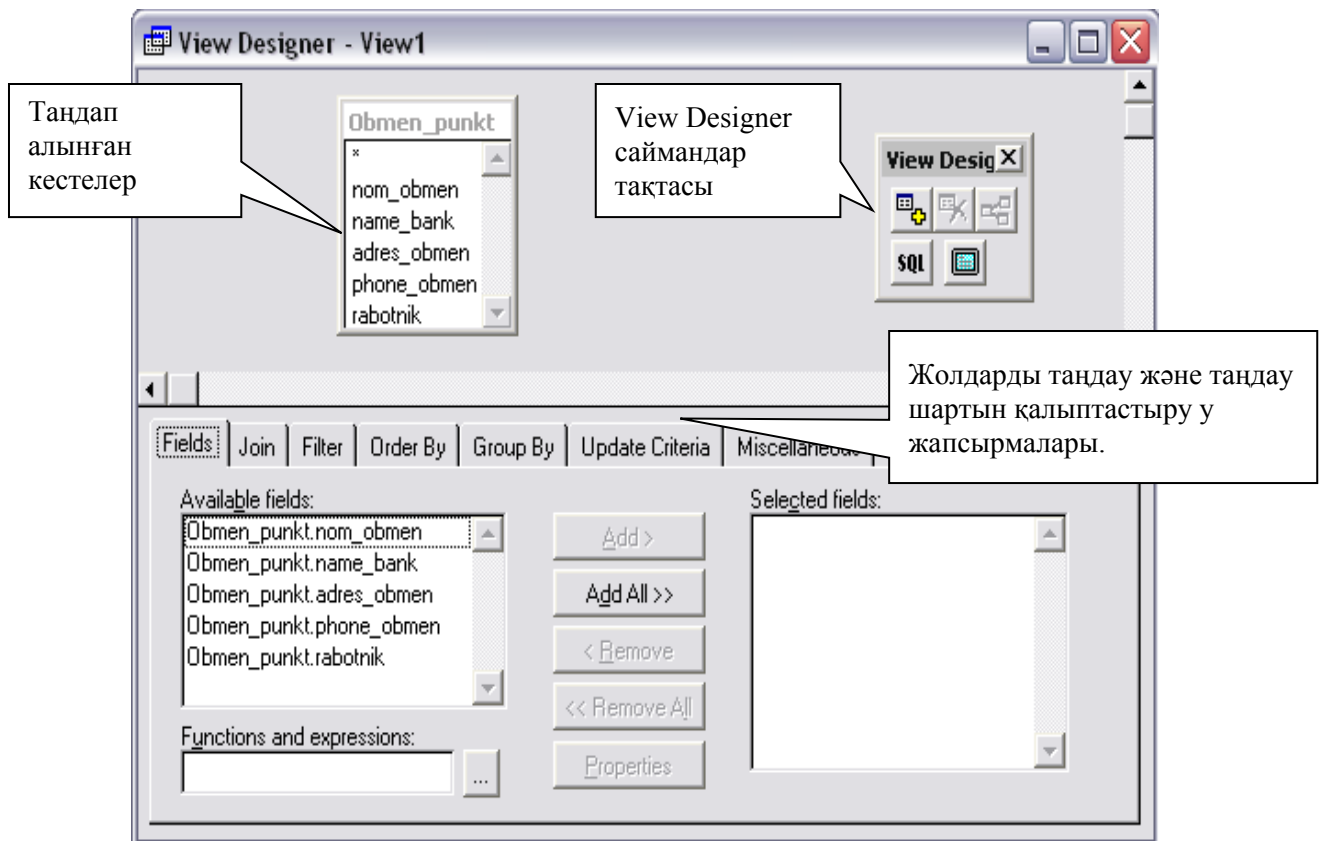 View Designer - View1
Таңдап
алынған
кестелер
Obmen_punkt
*
nom_obmen
name_bank
adres_obmen
phone_obmen
rabotnik
View Designer
саймандар
тақтасы
View Desig
SQL
Жолдарды таңдау және таңдау
шартын қалыптастыру у
жапсырмалары.
Fields Join Filter Order By Group By Update Criteria Miscellaneous
Available fields:
Obmen_punkt.nom_obmen
Obmen_punkt.name_bank
Obmen_punkt.adres_obmen
Obmen_punkt.phone_obmen
Obmen_punkt.rabotnik
Functions and expressions:
...
Add >
Add All >>
< Remove
<< Remove All
Properties
Selected fields: